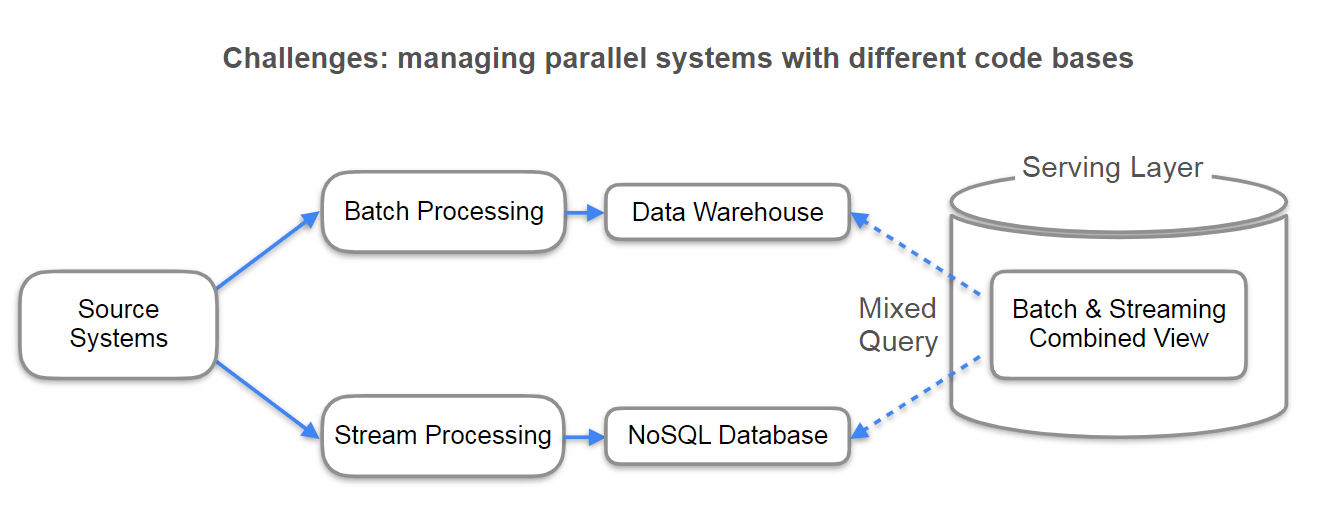 Challenges: managing parallel systems with different code bases
Serving Layer
Batch Processing
Data Warehouse
Source
Systems
Mixed
Query
Batch & Streaming
Combined View
Stream Processing
NoSQL Database